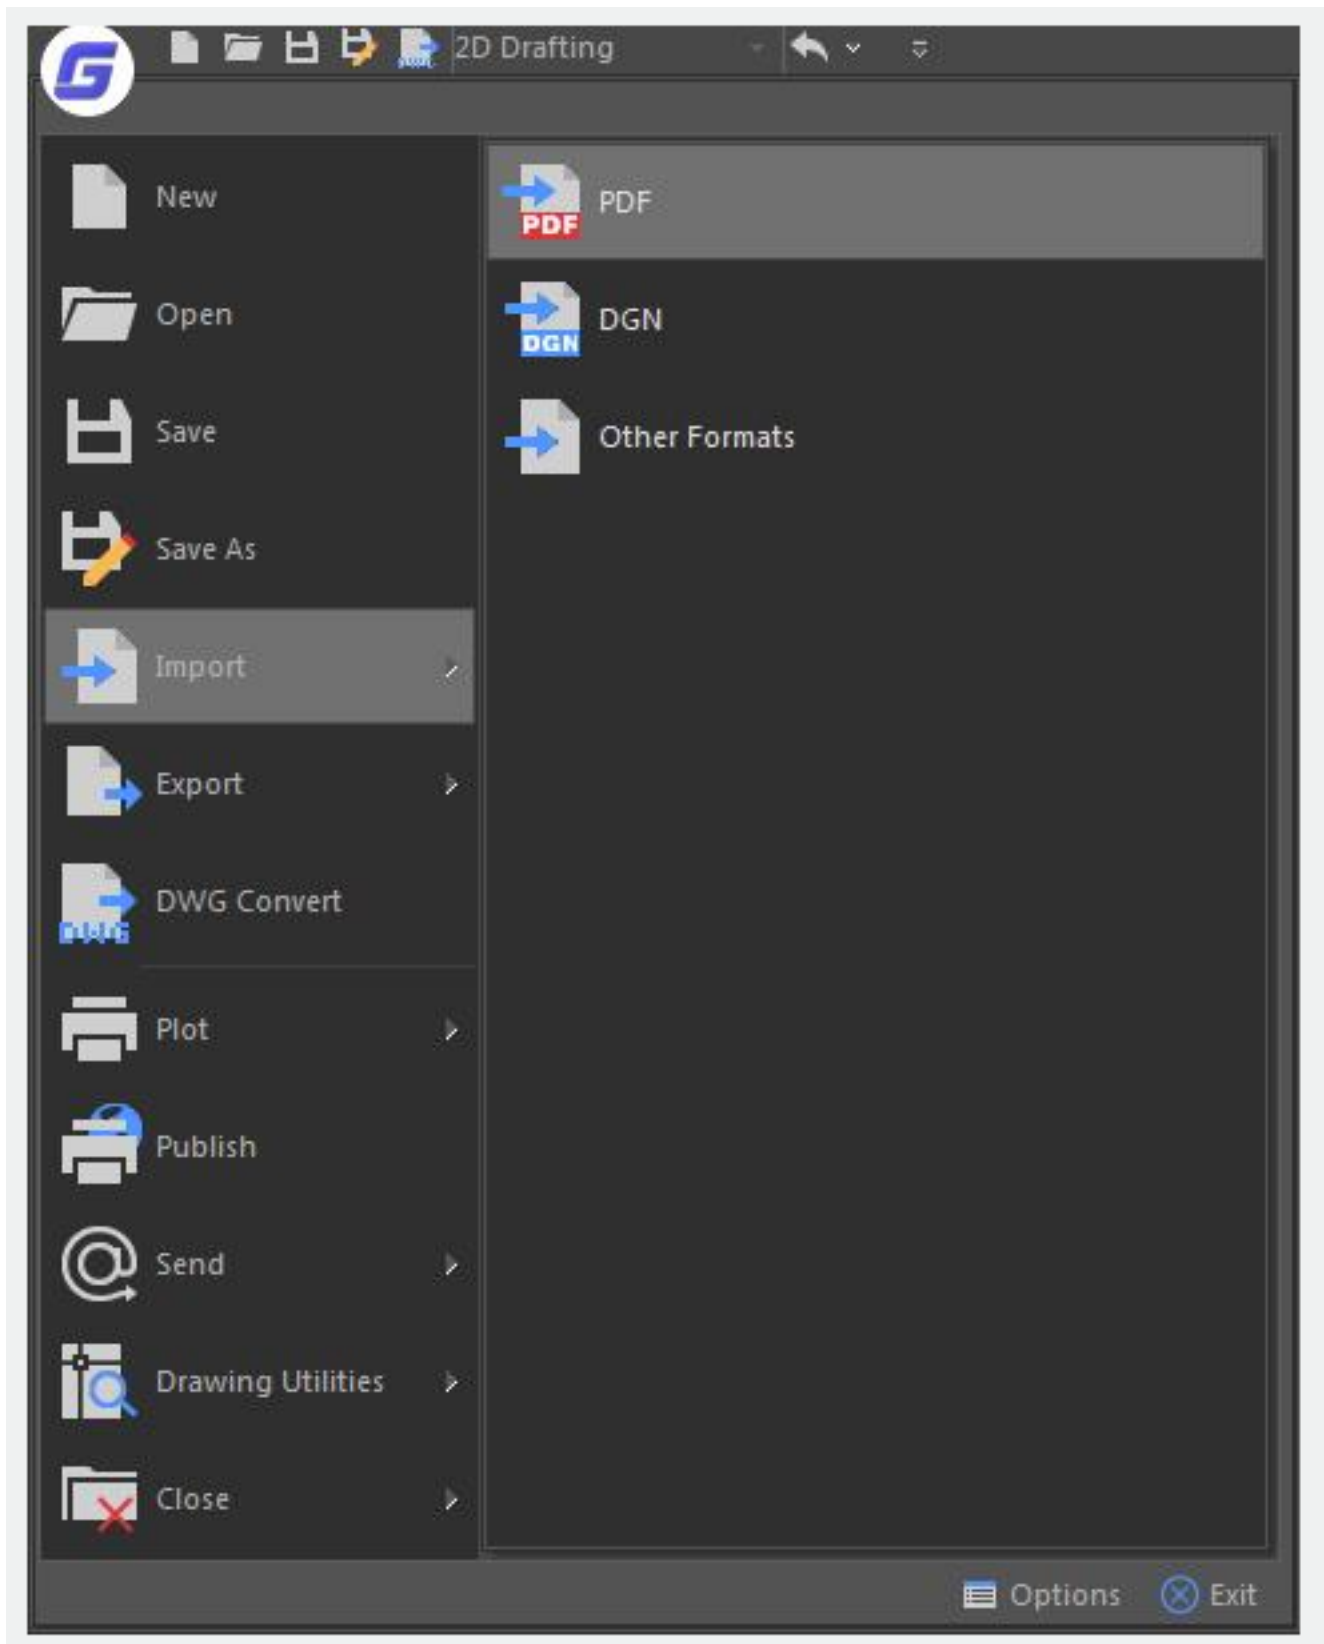 2D Drafting
New
Open
Save
Save As
Import
Export
DWG Convert
DWG
Plot
Publish
Send
Drawing Utilities
Close
PDF
PDF
DGN
DGN
Other Formats
Options
Exit